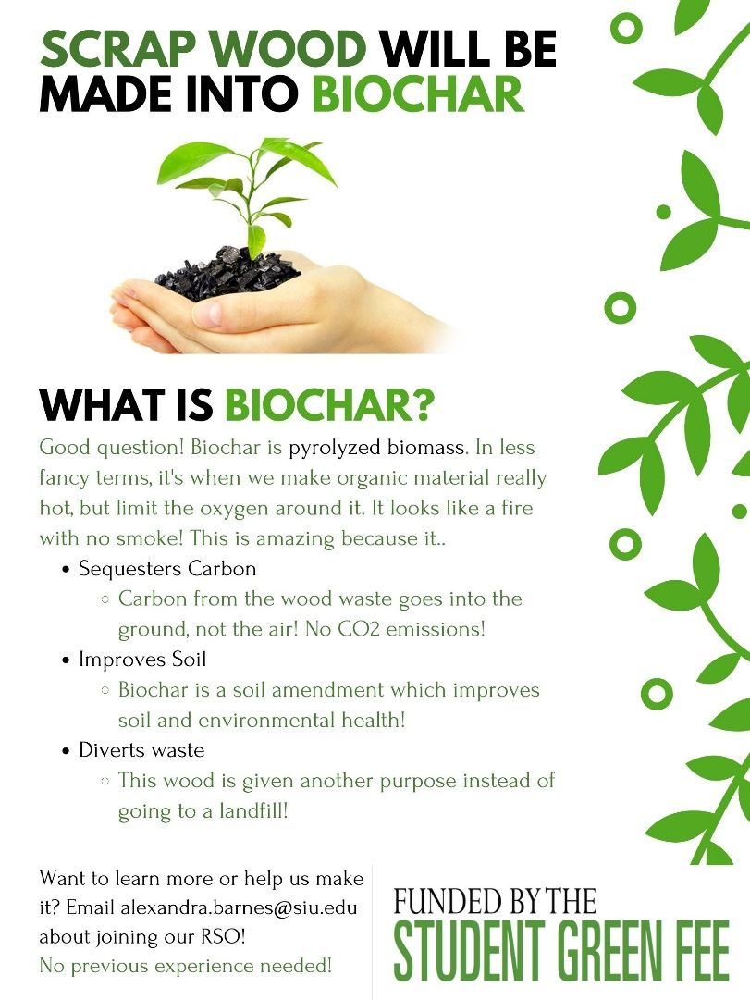 SCRAP WOOD WILL BE
MADE INTO BIOCHAR
WHAT IS BIOCHAR?
Good question! Biochar is pyrolyzed biomass. In less
fancy terms, it's when we make organic material really
hot, but limit the oxygen around it. It looks like a fire
with no smoke! This is amazing because it..
• Sequesters Carbon
◦ Carbon from the wood waste goes into the
ground, not the air! No CO2 emissions!
• Improves Soil
◦ Biochar is a soil amendment which improves
soil and environmental health!
• Diverts waste
◦ This wood is given another purpose instead of
going to a landfill!
Want to learn more or help us make
it? Email alexandra.barnes@siu.edu
about joining our RSO!
No previous experience needed!
FUNDED BY THE
STUDENT GREEN FEE